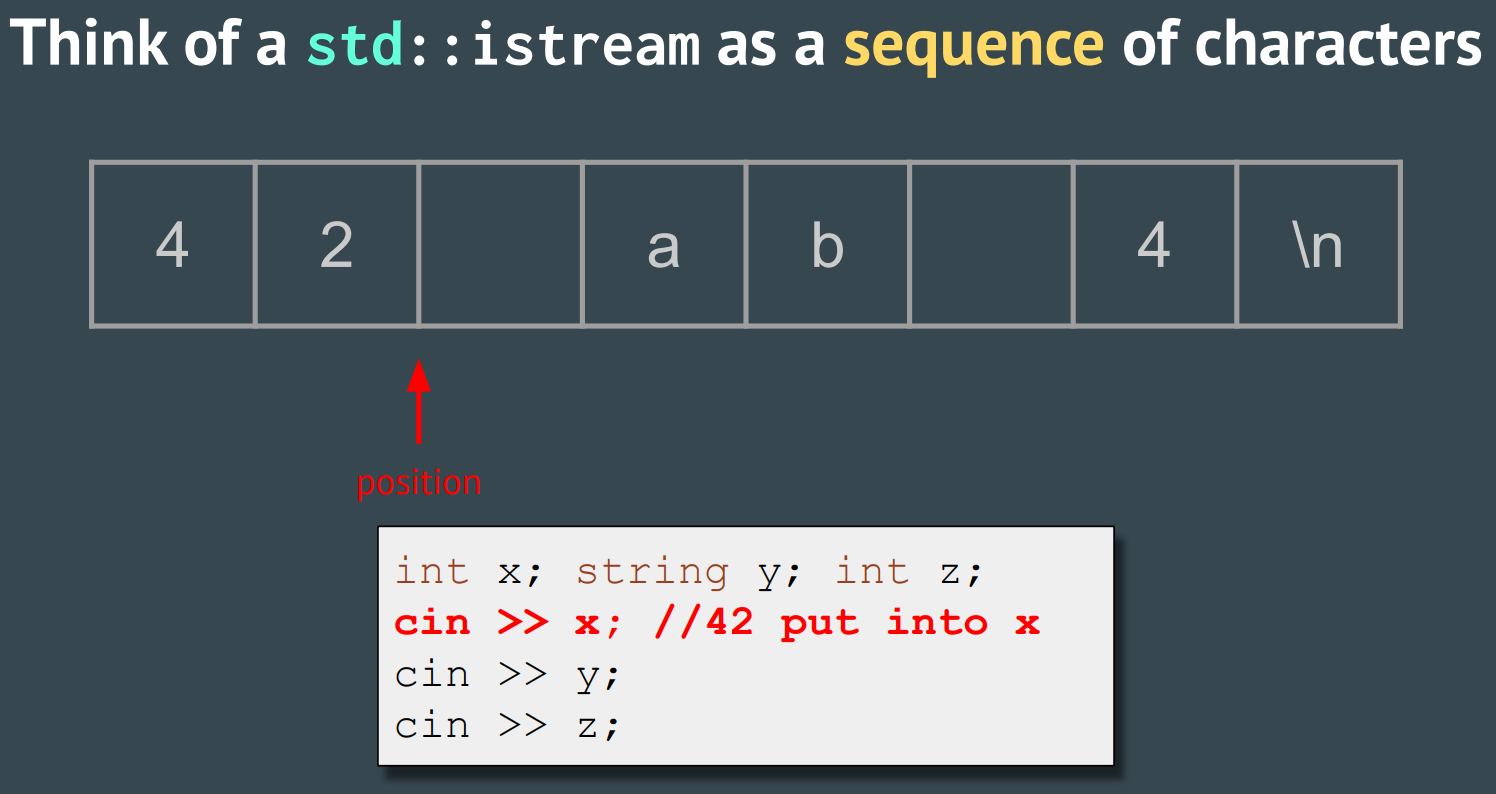 Think of a std::istream as a sequence of characters
4 2 a b 4 \n
position
int x; string y; int z;
cin >> x; //42 put into x
cin >> y;
cin >> z;